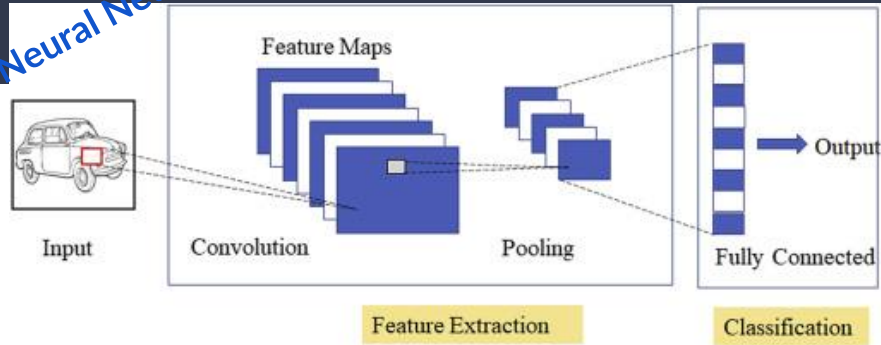 Neural
Feature Maps
Input
Convolution
Pooling
Output
Fully Connected
Feature Extraction
Classification